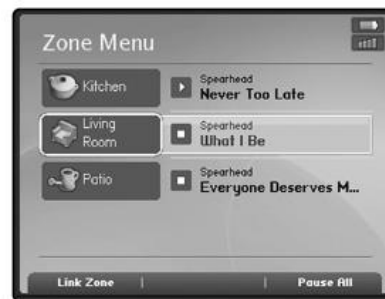 Zone Menu
Kitchen
Spearhead
Never Too Late
Living
Room
Spearhead
What I Be
Patio
Spearhead
Everyone Deserves M...
Link Zone
Pause All